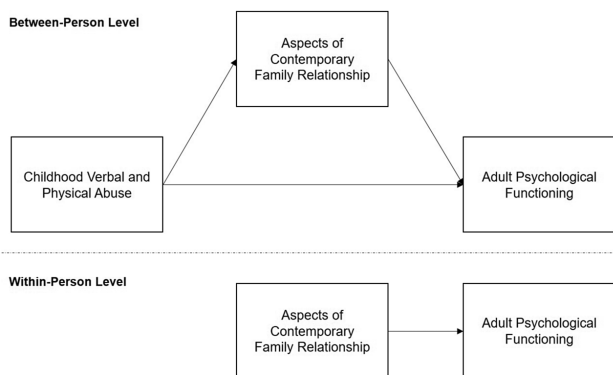 Between-Person Level
Aspects of
Contemporary
Family Relationship
Childhood Verbal and
Physical Abuse
Adult Psychological
Functioning
Within-Person Level
Aspects of
Contemporary
Family Relationship
Adult Psychological
Functioning